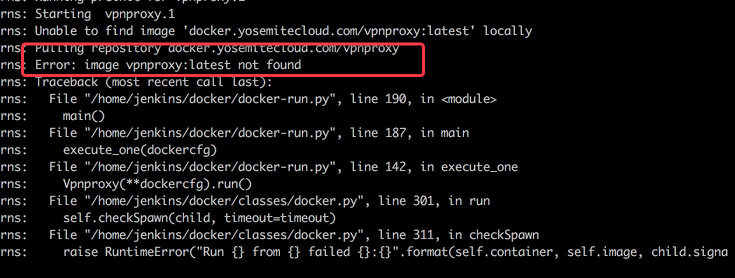 rns: Starting vpnproxy.1
rns: Unable to find image 'docker.yosemitecloud.com/vpnproxy:latest' locally
rns: Pulling repository docker.yosemitecloud.com/vpnproxy
rns: Error: image vpnproxy:latest not found
rns: Traceback (most recent call last):
rns:   File "/home/jenkins/docker/docker-run.py", line 190, in <module>
rns:     main()
rns:   File "/home/jenkins/docker/docker-run.py", line 187, in main
rns:     execute_one(dockercfg)
rns:   File "/home/jenkins/docker/docker-run.py", line 142, in execute_one
rns:     Vpnproxy(**dockercfg).run()
rns:   File "/home/jenkins/docker/classes/docker.py", line 301, in run
rns:     self.checkSpawn(child, timeout=timeout)
rns:   File "/home/jenkins/docker/classes/docker.py", line 311, in checkSpawn
rns:     raise RuntimeError("Run {} from {} failed {}:{}".format(self.container, self.image, child.signa